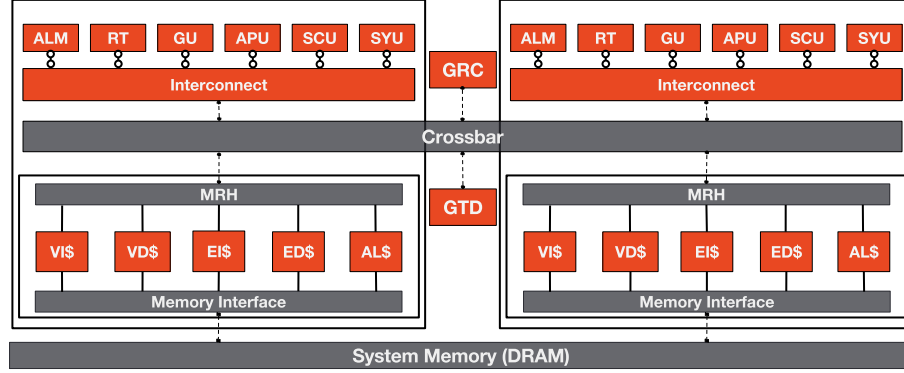 ALM RT GU APU SCU SYU
Interconnect
GRC
ALM RT GU APU SCU SYU
Interconnect
Crossbar
MRH
VI$ VD$ EI$ ED$ AL$
Memory Interface
GTD
MRH
VI$ VD$ EI$ ED$ AL$
Memory Interface
System Memory (DRAM)